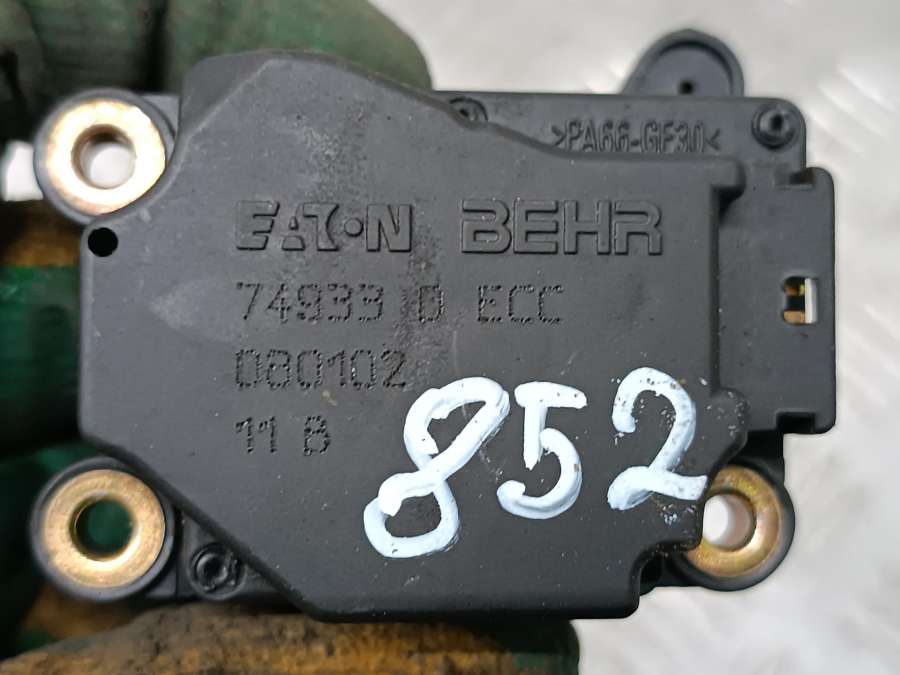 >PA66-GF30<
EATON BEHR
74933 D ECC
080102
11 B
852